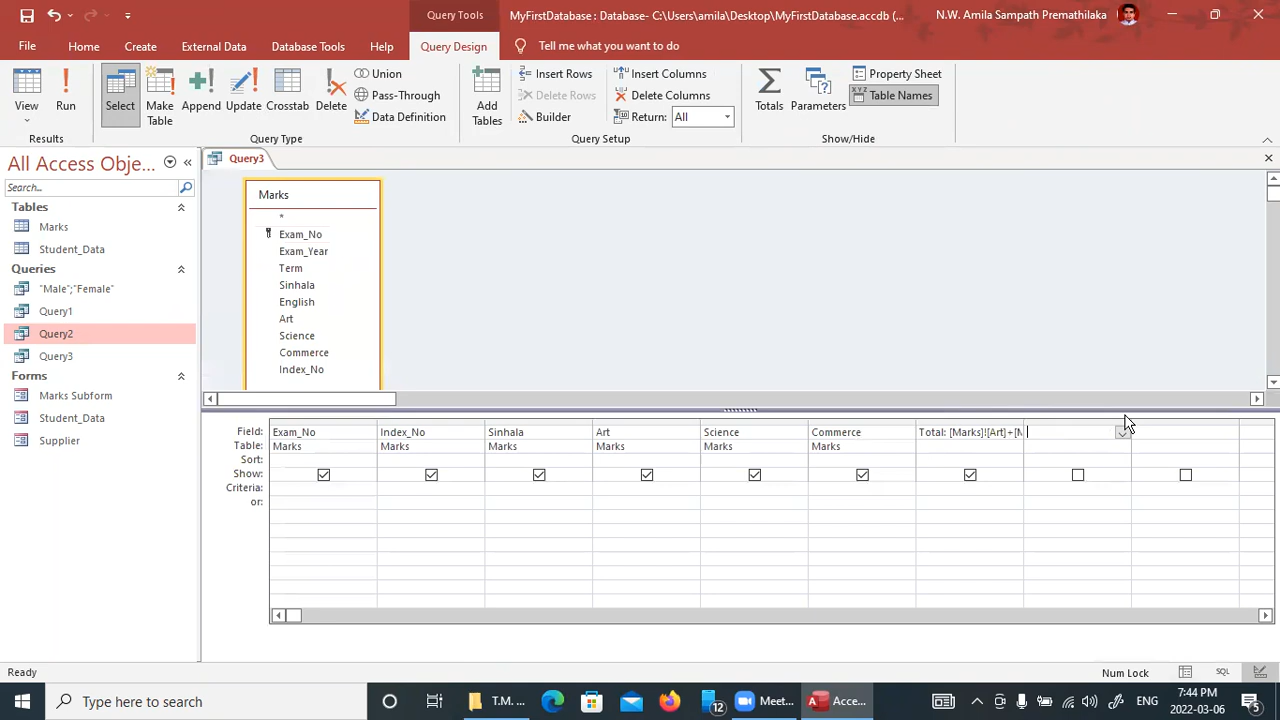 Query Tools
MyFirstDatabase : Database- C:\Users\amila\Desktop\MyFirstDatabase.accdb (...
N.W. Amila Sampath Premathilaka
File Home Create External Data Database Tools Help Query Design Tell me what you want to do
View
Run
Results
Select
Make Table
Append
Update
Crosstab
Delete
Union
Pass-Through
Data Definition
Query Type
Add Tables
Insert Rows
Delete Rows
Builder
Insert Columns
Delete Columns
Return: All
Query Setup
Totals
Parameters
Property Sheet
XYZ Table Names
Show/Hide
All Access Obje...
Search...
Tables
Marks
Student_Data
Queries
"Male";"Female"
Query1
Query2
Query3
Forms
Marks Subform
Student_Data
Supplier
Query3
Marks
*
Exam_No
Exam_Year
Term
Sinhala
English
Art
Science
Commerce
Index_No
Field: Exam_No Index_No Sinhala Art Science Commerce Total: [Marks]![Art]+[M
Table: Marks Marks Marks Marks Marks Marks
Sort:
Show:
Criteria:
or:
Ready
Num Lock
SQL
Type here to search
T.M. ...
12
Meet...
Acce...
ENG
7:44 PM
2022-03-06
5